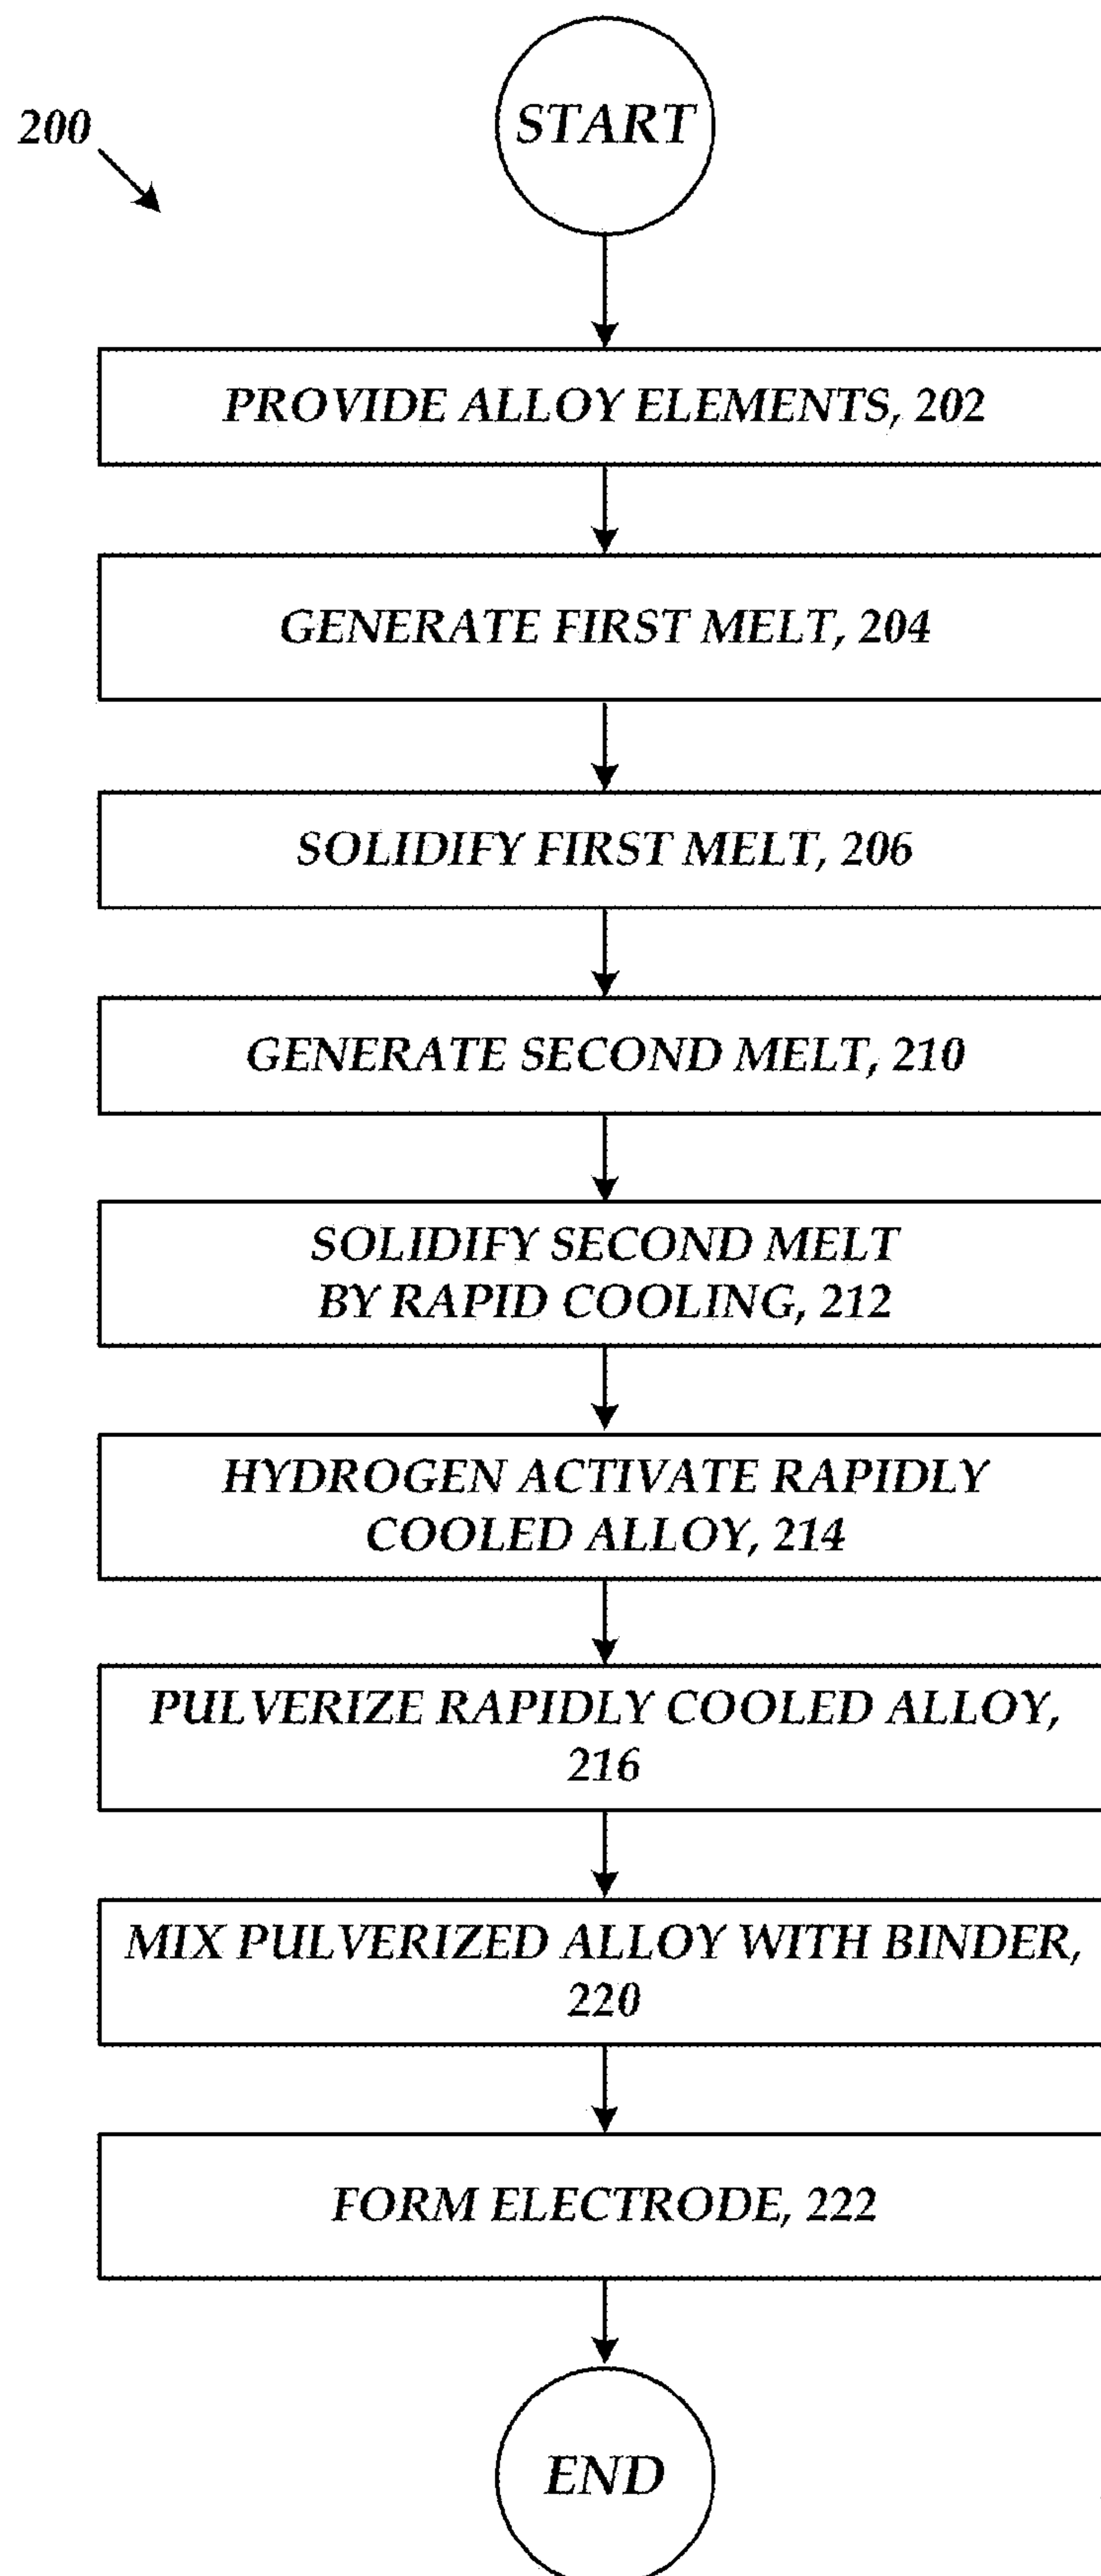 200
START
PROVIDE ALLOY ELEMENTS, 202
GENERATE FIRST MELT, 204
SOLIDIFY FIRST MELT, 206
GENERATE SECOND MELT, 210
SOLIDIFY SECOND MELT
BY RAPID COOLING, 212
HYDROGEN ACTIVATE RAPIDLY
COOLED ALLOY, 214
PULVERIZE RAPIDLY COOLED ALLOY,
216
MIX PULVERIZED ALLOY WITH BINDER,
220
FORM ELECTRODE, 222
END